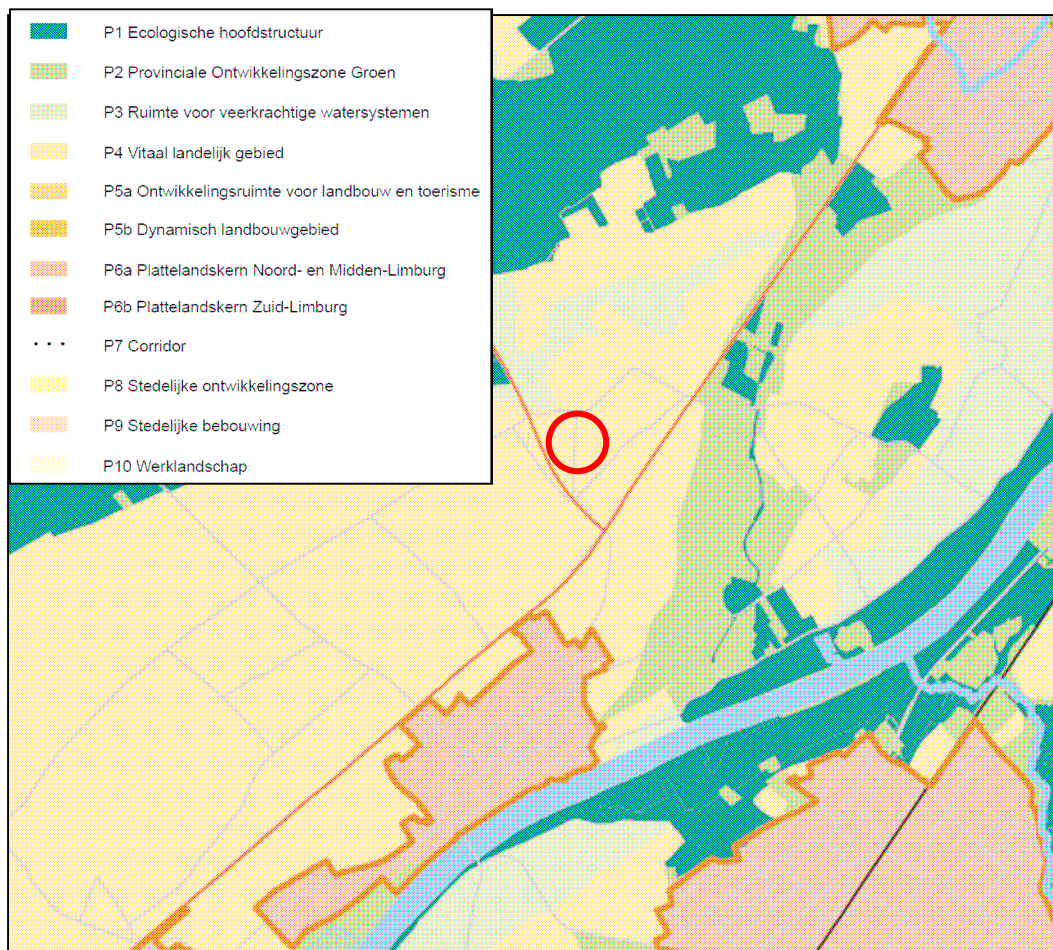 P1 Ecologische hoofdstructuur
P2 Provinciale Ontwikkelingszone Groen
P3 Ruimte voor veerkrachtige watersystemen
P4 Vitaal landelijk gebied
P5a Ontwikkelingsruimte voor landbouw en toerisme
P5b Dynamisch landbouwgebied
P6a Plattelandskern Noord- en Midden-Limburg
P6b Plattelandskern Zuid-Limburg
P7 Corridor
P8 Stedelijke ontwikkelingszone
P9 Stedelijke bebouwing
P10 Werklandschap